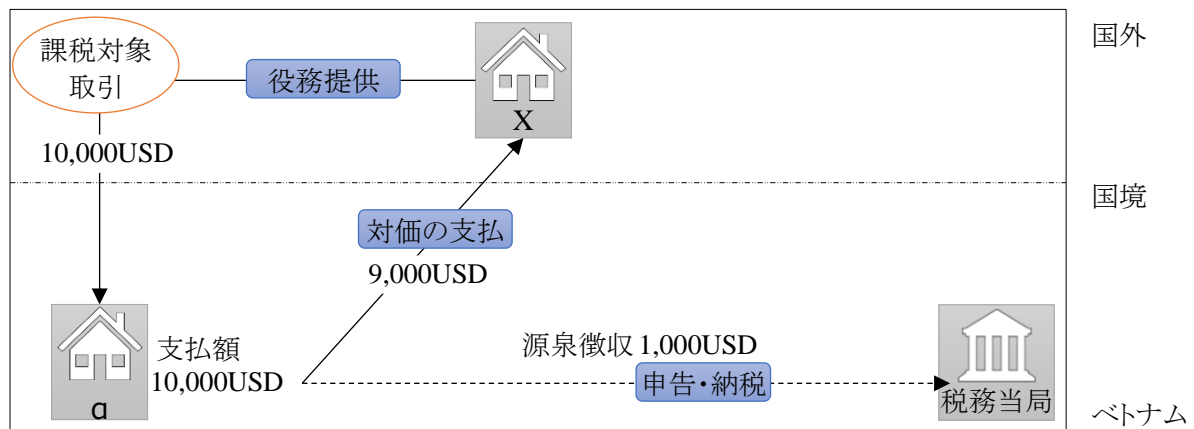 課税対象
取引
役務提供
X
国外
10,000USD
国境
対価の支払
9,000USD
支払額
10,000USD
α
源泉徴収 1,000USD
申告・納税
税務当局
ベトナム